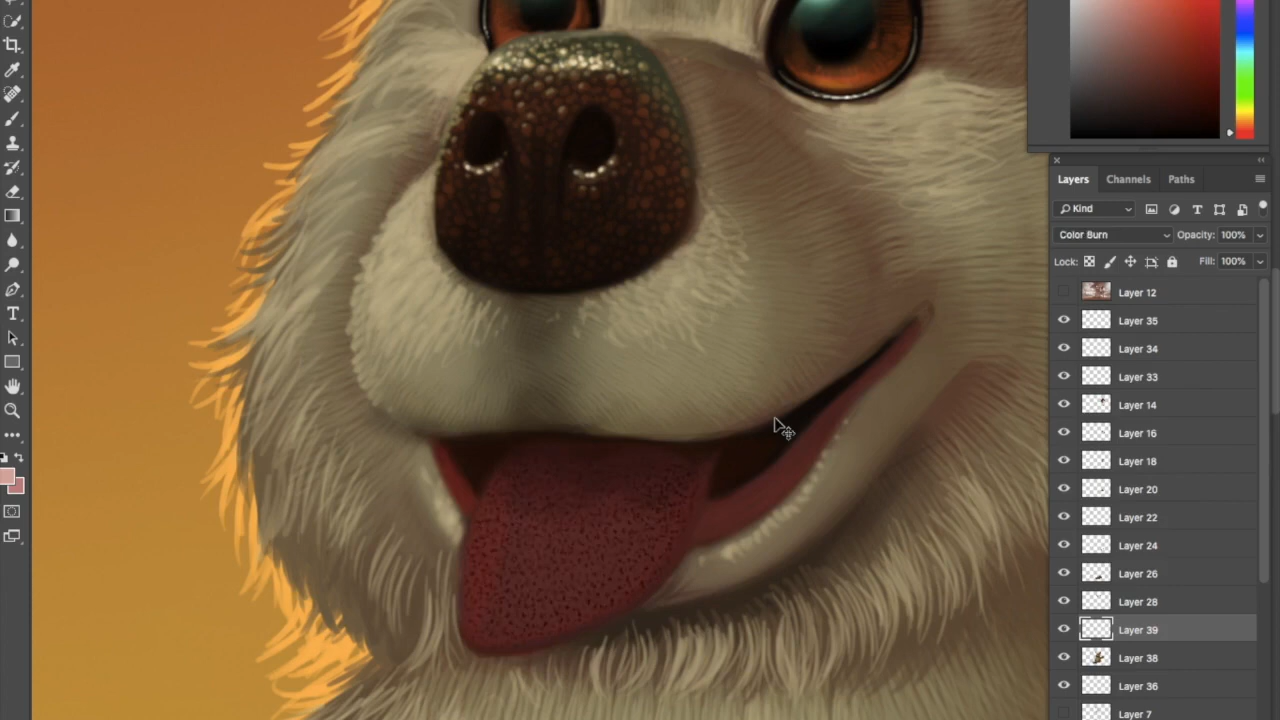 Layers Channels Paths
Kind
Color Burn Opacity: 100%
Lock: Fill: 100%
Layer 12
Layer 35
Layer 34
Layer 33
Layer 14
Layer 16
Layer 18
Layer 20
Layer 22
Layer 24
Layer 26
Layer 28
Layer 39
Layer 38
Layer 36
Layer 7